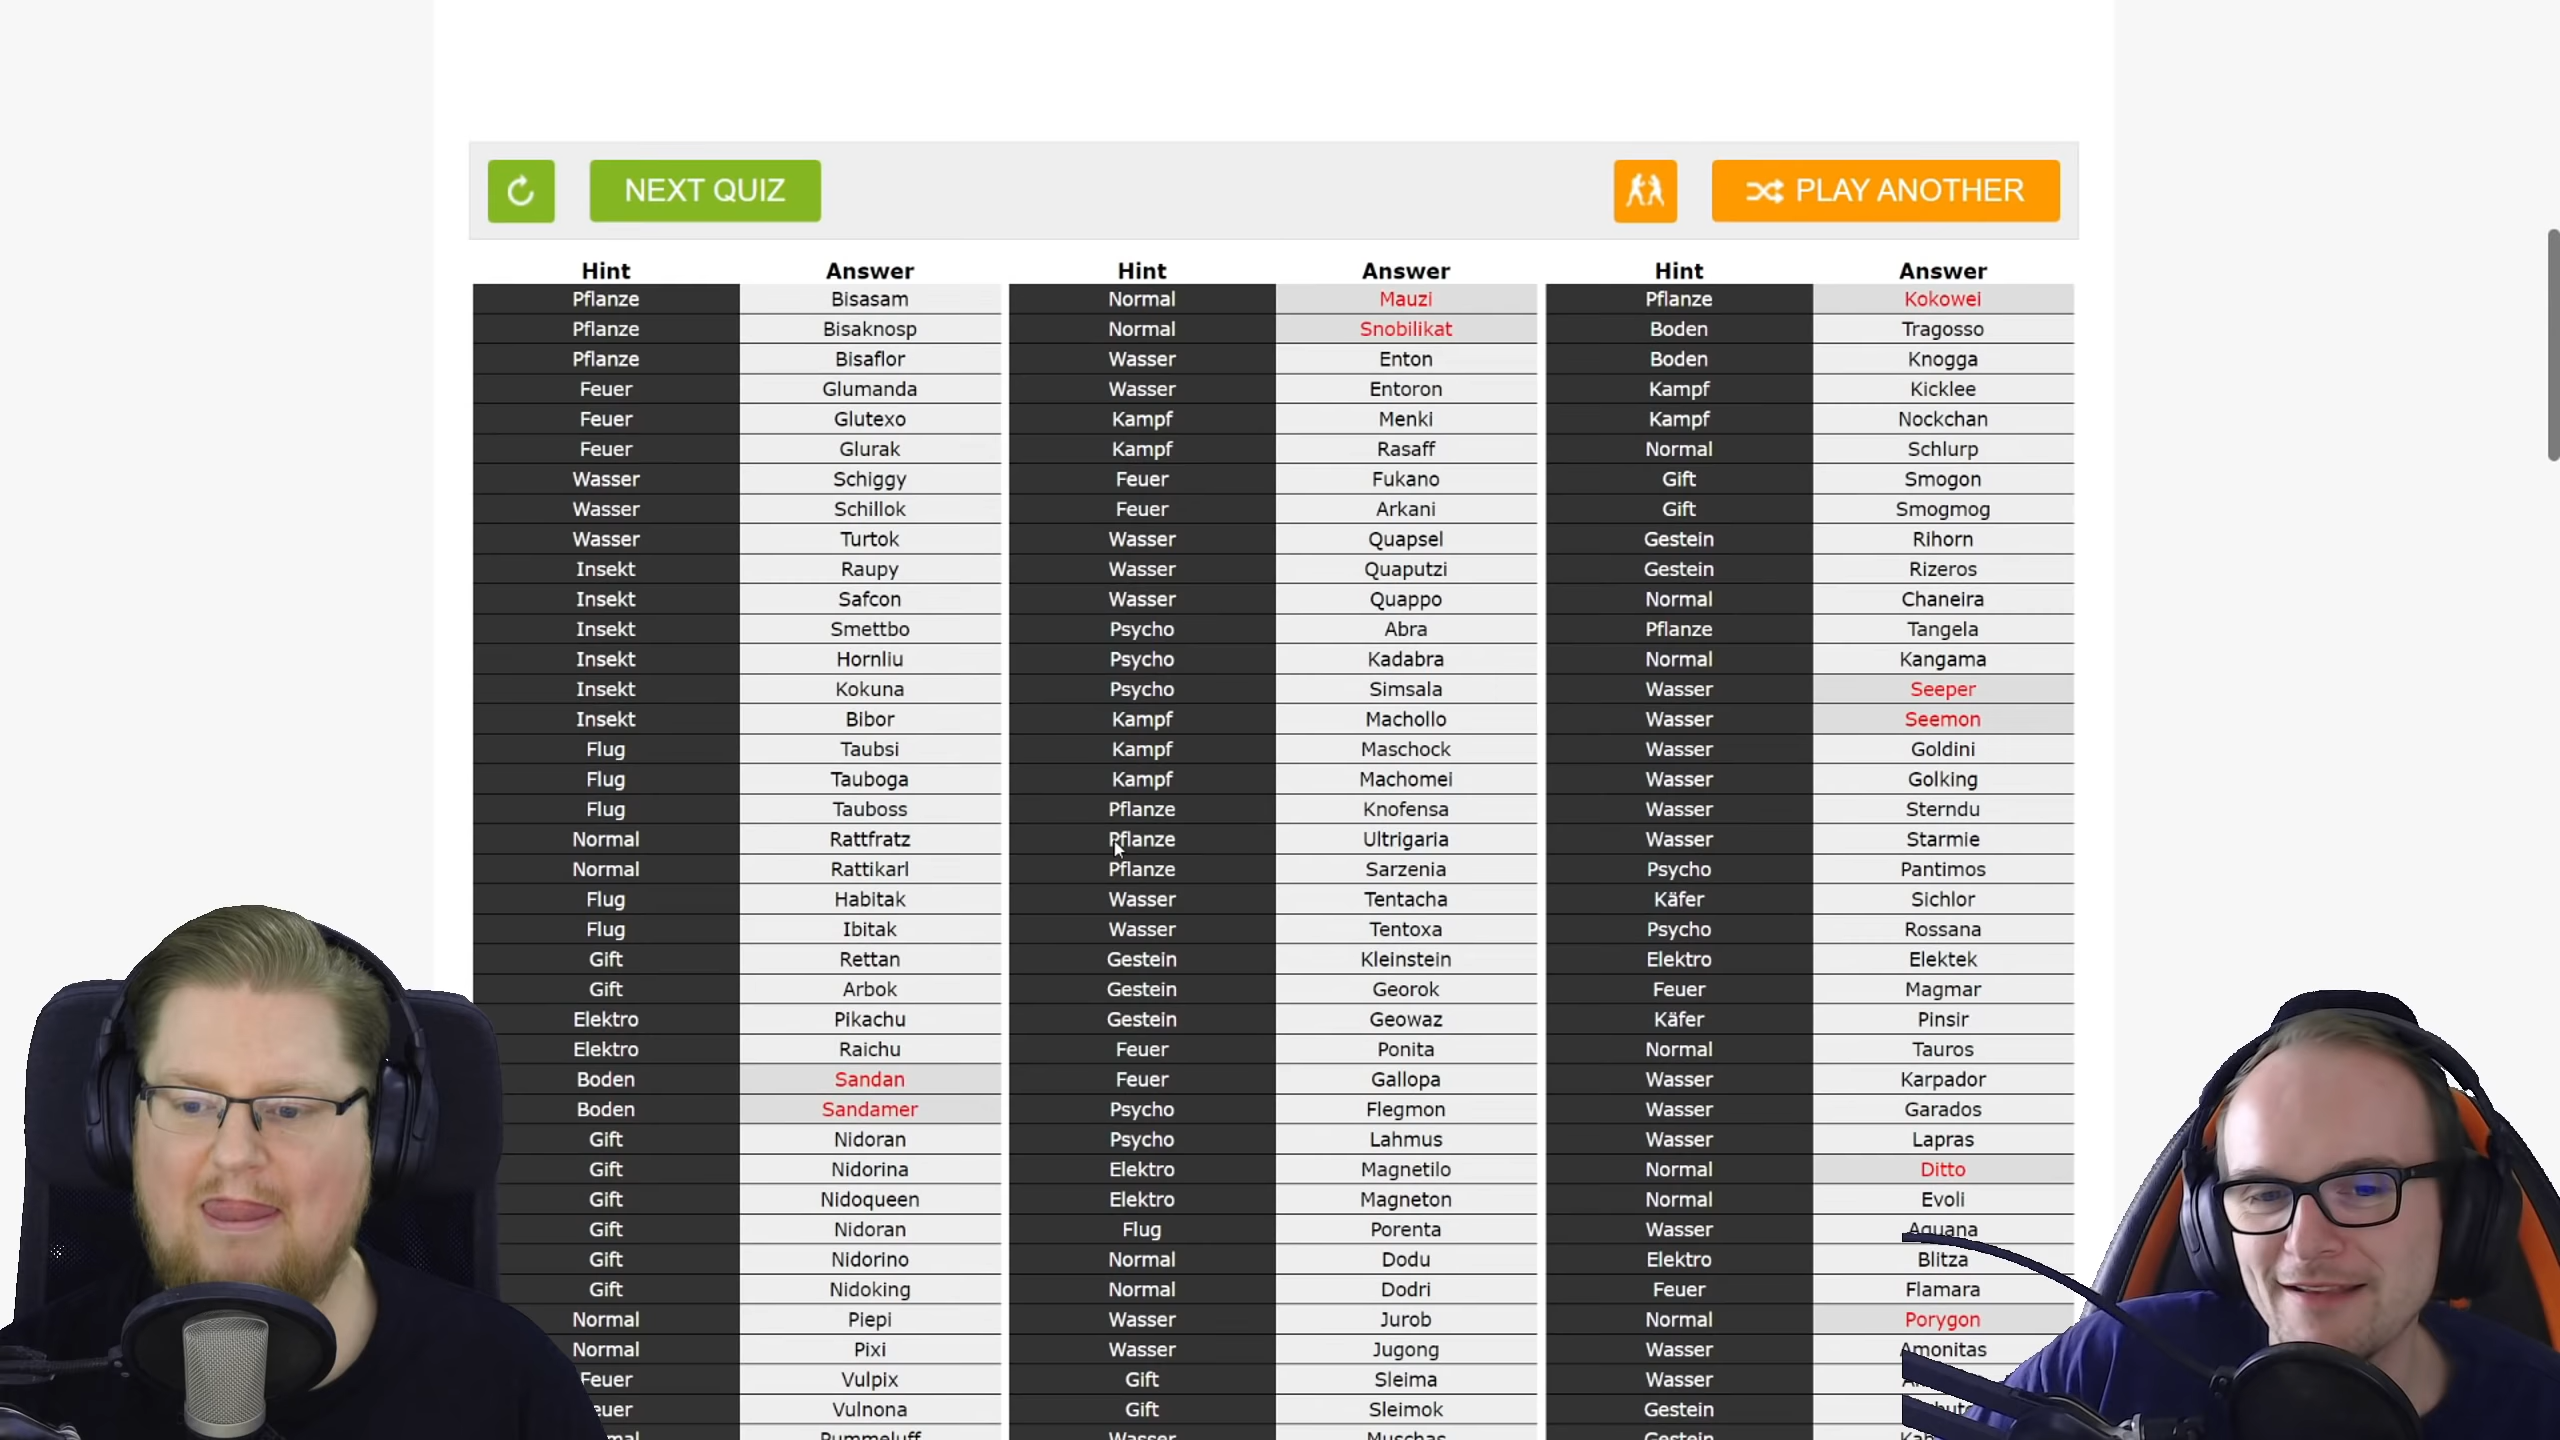 NEXT QUIZ PLAY ANOTHER
Hint Answer Hint Answer Hint Answer
Pflanze Bisasam Normal Mauzi Pflanze Kokowei
Pflanze Bisaknosp Normal Snobilikat Boden Tragosso
Pflanze Bisaflor Wasser Enton Boden Knogga
Feuer Glumanda Wasser Entoron Kampf Kicklee
Feuer Glutexo Kampf Menki Kampf Nockchan
Feuer Glurak Kampf Rasaff Normal Schlurp
Wasser Schiggy Feuer Fukano Gift Smogon
Wasser Schillok Feuer Arkani Gift Smogmog
Wasser Turtok Wasser Quapsel Gestein Rihorn
Insekt Raupy Wasser Quaputzi Gestein Rizeros
Insekt Safcon Wasser Quappo Normal Chaneira
Insekt Smettbo Psycho Abra Pflanze Tangela
Insekt Hornliu Psycho Kadabra Normal Kangama
Insekt Kokuna Psycho Simsala Wasser Seeper
Insekt Bibor Kampf Machollo Wasser Seemon
Flug Taubsi Kampf Maschock Wasser Goldini
Flug Tauboga Kampf Machomei Wasser Golking
Flug Tauboss Pflanze Knofensa Wasser Sterndu
Normal Rattfratz Pflanze Ultrigaria Wasser Starmie
Normal Rattikarl Pflanze Sarzenia Psycho Pantimos
Flug Habitak Wasser Tentacha Käfer Sichlor
Flug Ibitak Wasser Tentoxa Psycho Rossana
Gift Rettan Gestein Kleinstein Elektro Elektek
Gift Arbok Gestein Georok Feuer Magmar
Elektro Pikachu Gestein Geowaz Käfer Pinsir
Elektro Raichu Feuer Ponita Normal Tauros
Boden Sandan Feuer Gallopa Wasser Karpador
Boden Sandamer Psycho Flegmon Wasser Garados
Gift Nidoran Psycho Lahmus Wasser Lapras
Gift Nidorina Elektro Magnetilo Normal Ditto
Gift Nidoqueen Elektro Magneton Normal Evoli
Gift Nidoran Flug Porenta Wasser Aquana
Gift Nidorino Normal Dodu Elektro Blitza
Gift Nidoking Normal Dodri Feuer Flamara
Normal Piepi Wasser Jurob Normal Porygon
Normal Pixi Wasser Jugong Wasser Amonitas
Feuer Vulpix Gift Sleima Wasser
Vulnona Gift Sleimok Gestein
Pummeluff Wasser Muschas Gestein